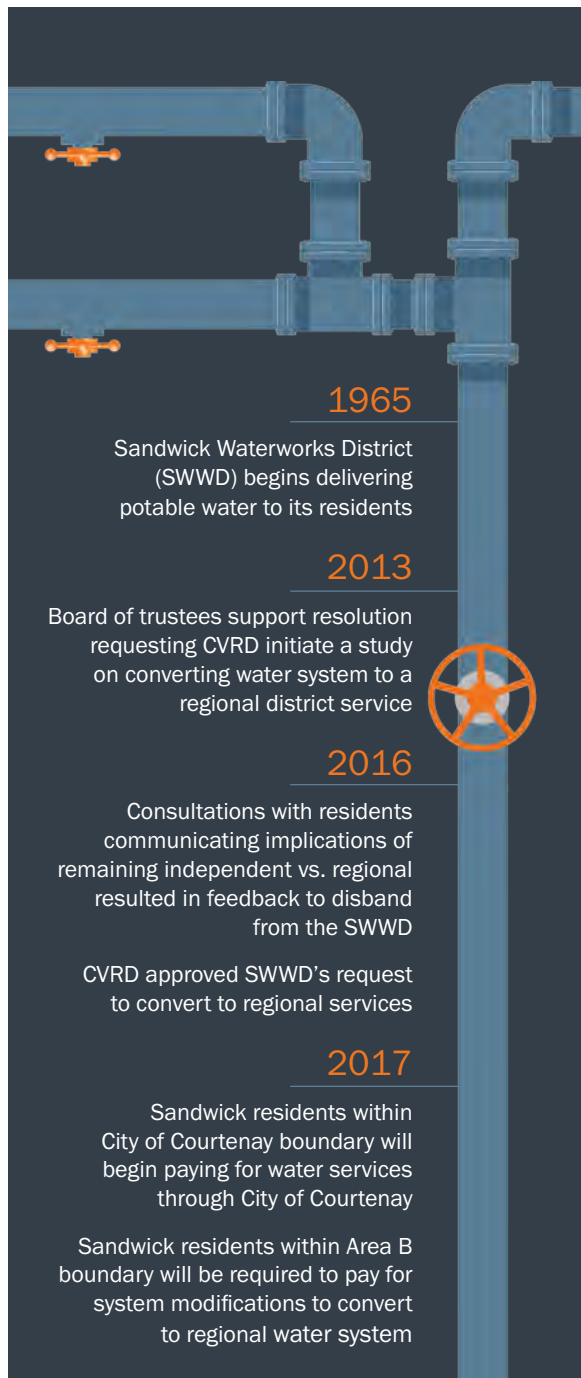 1965
Sandwick Waterworks District
(SWWD) begins delivering
potable water to its residents
2013
Board of trustees support resolution
requesting CVRD initiate a study
on converting water system to a
regional district service
2016
Consultations with residents
communicating implications of
remaining independent vs. regional
resulted in feedback to disband
from the SWWD
CVRD approved SWWD’s request
to convert to regional services
2017
Sandwick residents within
City of Courtenay boundary will
begin paying for water services
through City of Courtenay
Sandwick residents within Area B
boundary will be required to pay for
system modifications to convert
to regional water system